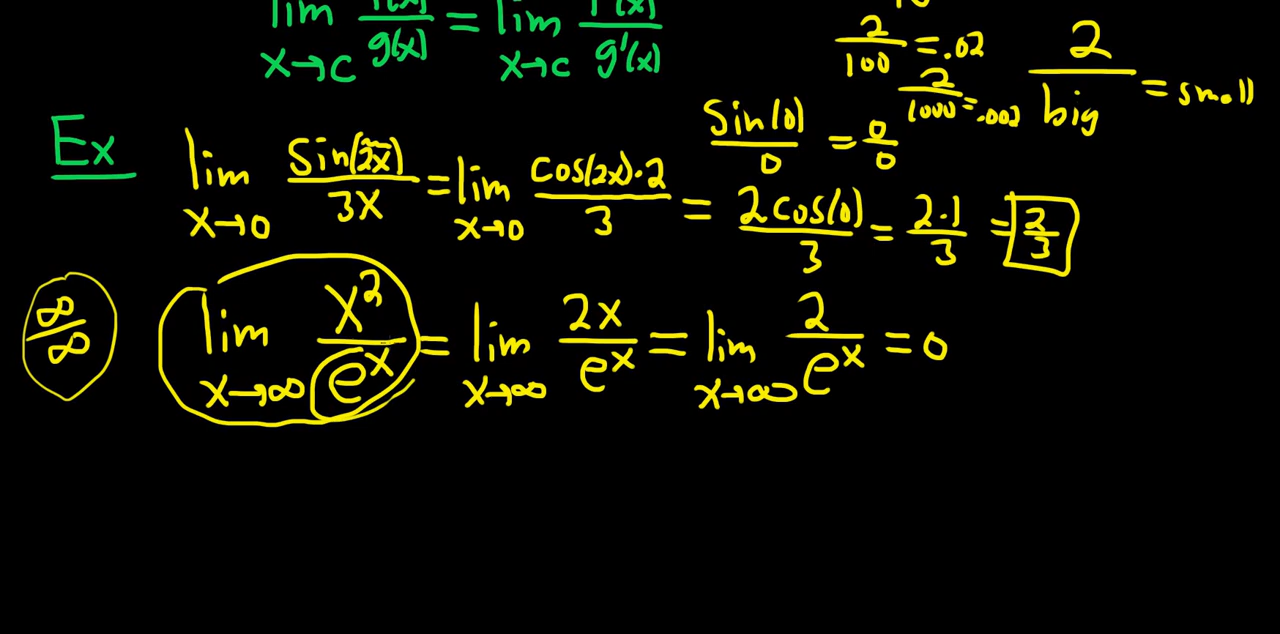 lim x→c f(x)/g(x) = lim x→c f'(x)/g'(x)
2/100 = .02
2/1000 = .002
2/big = small
Ex lim x→0 sin(2x)/3x = lim x→0 cos(2x)·2/3 = 2cos(0)/3 = 2·1/3 = 2/3
sin(0)/0 = 0/0
∞/∞ lim x→∞ x²/eˣ = lim x→∞ 2x/eˣ = lim x→∞ 2/eˣ = 0